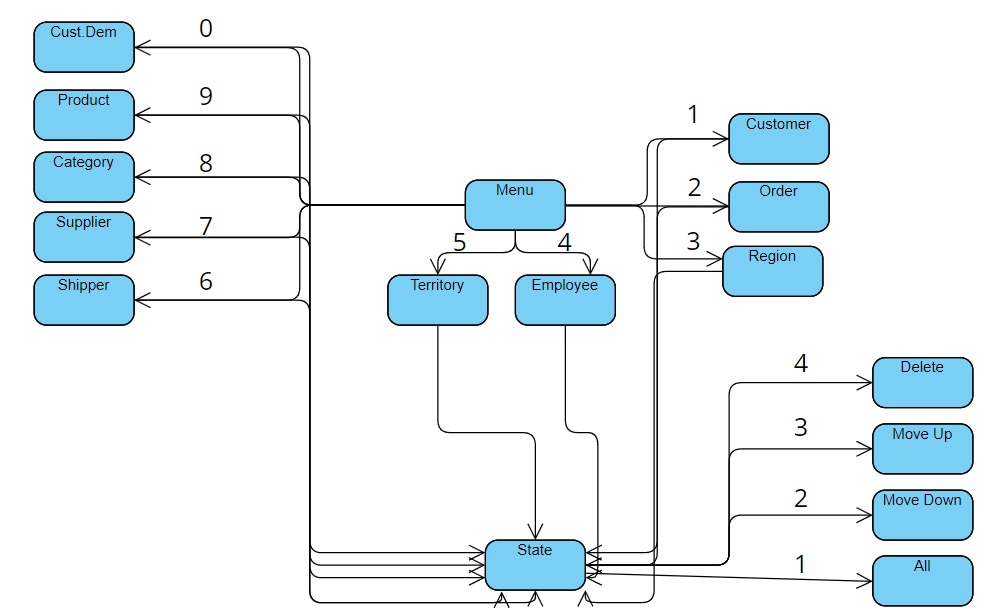 Cust.Dem
0
Product
9
Category
8
Supplier
7
Shipper
6
Menu
5
4
Territory
Employee
1
Customer
2
Order
3
Region
State
4
Delete
3
Move Up
2
Move Down
1
All